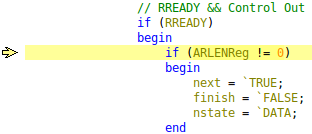 // RREADY && Control Out
if (RREADY)
begin
if (ARLENReg != 0)
begin
next = `TRUE;
finish = `FALSE;
nstate = `DATA;
end